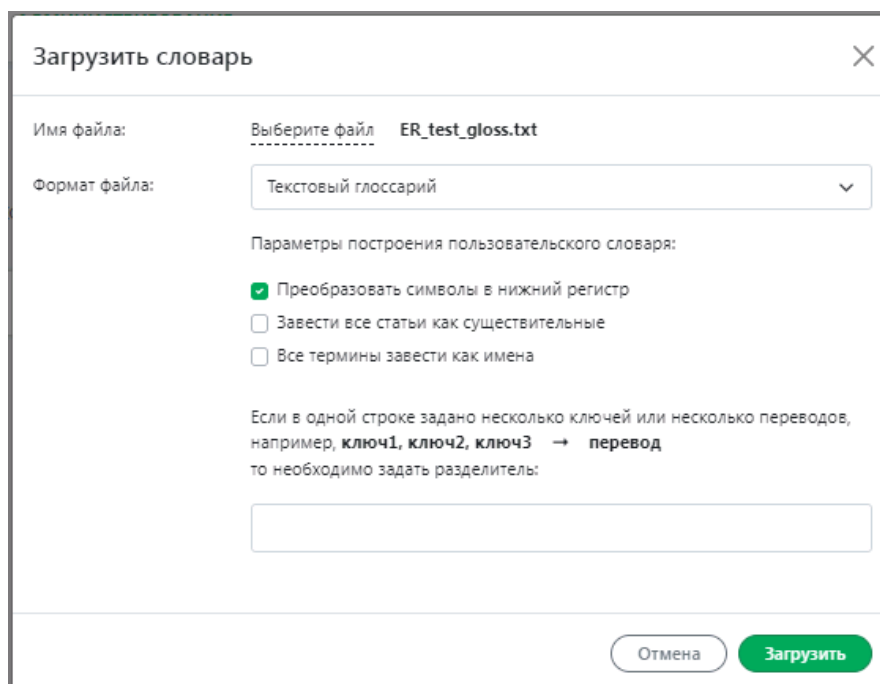 Загрузить словарь
Имя файла: Выберите файл ER_test_gloss.txt
Формат файла: Текстовый глоссарий
Параметры построения пользовательского словаря:
Преобразовать символы в нижний регистр
Завести все статьи как существительные
Все термины завести как имена
Если в одной строке задано несколько ключей или несколько переводов,
например, ключ1, ключ2, ключ3 → перевод
то необходимо задать разделитель:
Отмена Загрузить